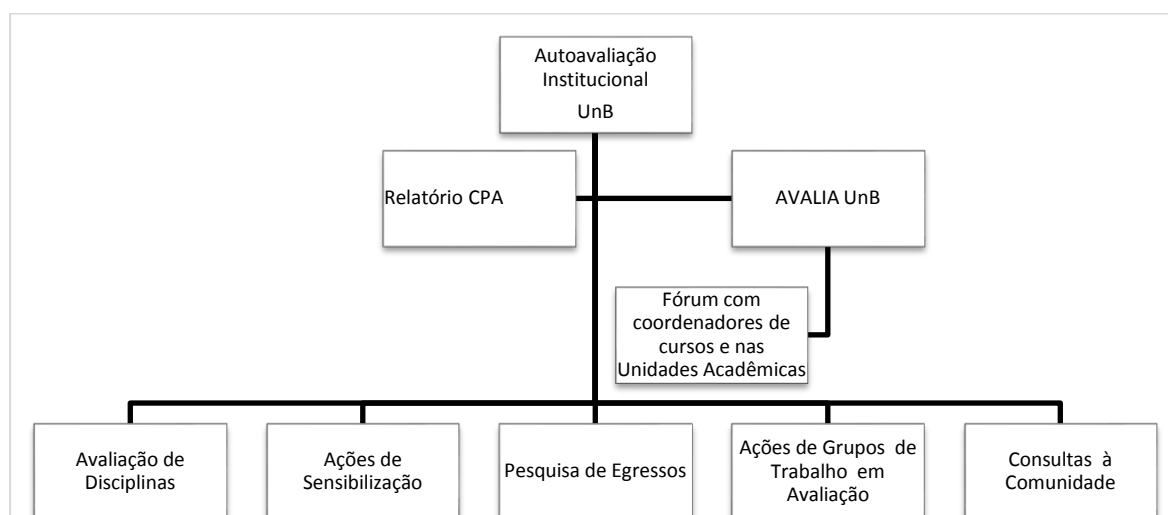 Autoavaliação
Institucional
UnB
Relatório CPA
AVALIA UnB
Fórum com
coordenadores de
cursos e nas
Unidades Acadêmicas
Avaliação de
Disciplinas
Ações de
Sensibilização
Pesquisa de Egressos
Ações de Grupos de
Trabalho em
Avaliação
Consultas à
Comunidade